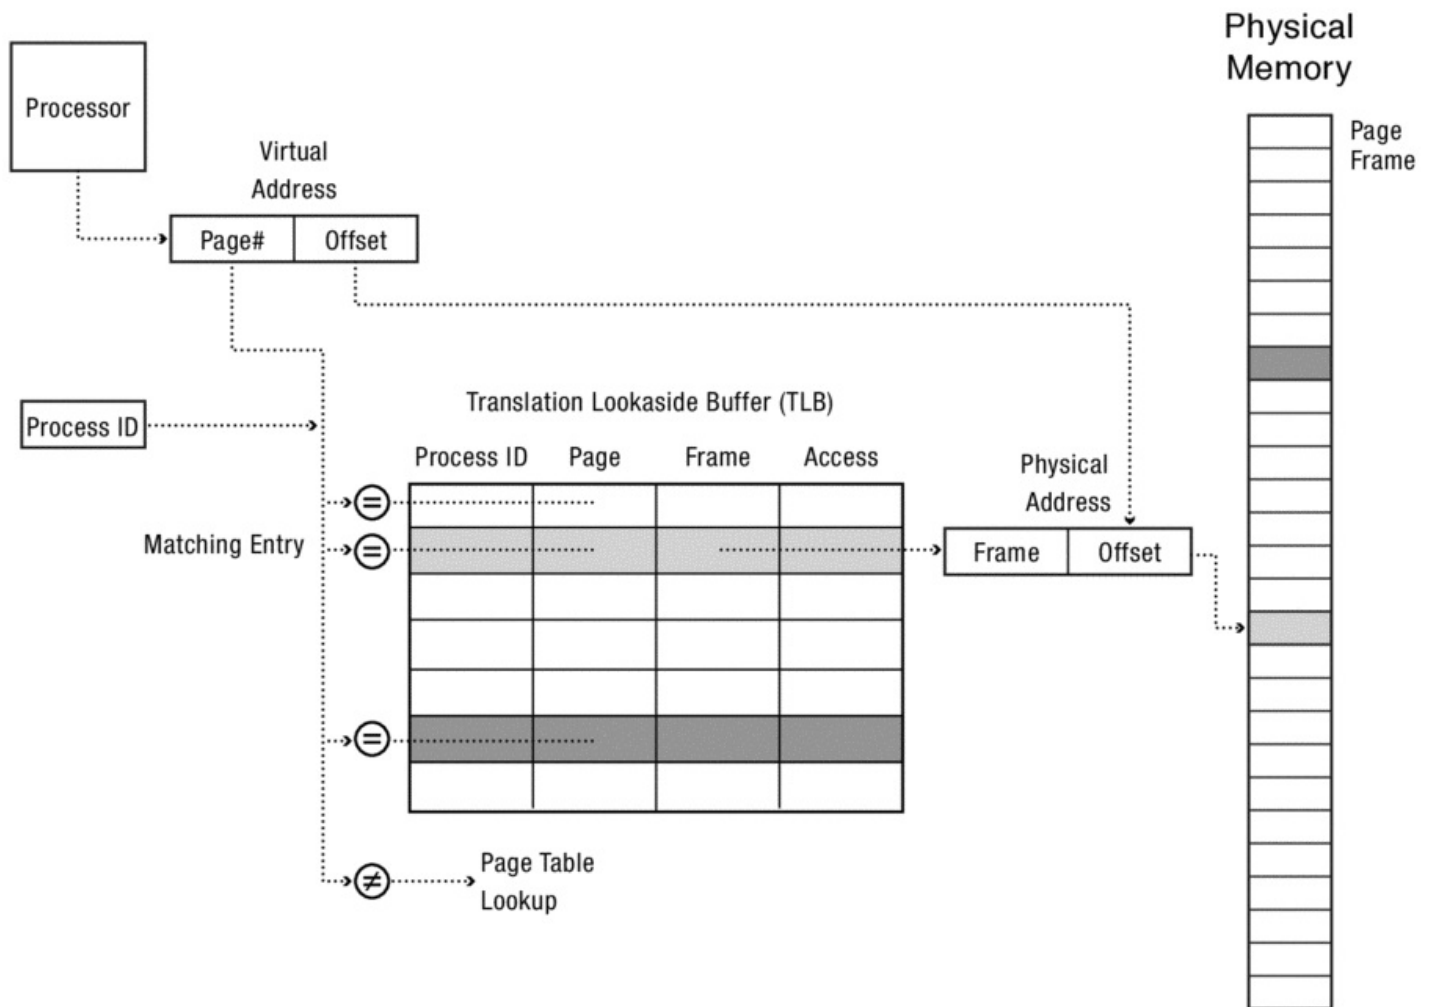 Physical
Memory
Processor
Page
Frame
Virtual
Address
Page# Offset
Translation Lookaside Buffer (TLB)
Process ID
Process ID Page Frame Access
Physical
Address
=
Matching Entry
=
Frame Offset
=
≠
Page Table
Lookup